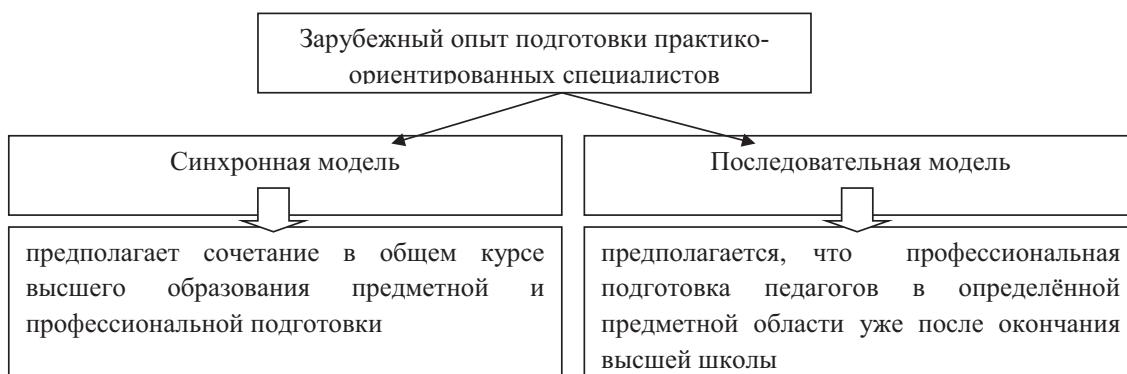 Зарубежный опыт подготовки практико-
ориентированных специалистов
Синхронная модель
Последовательная модель
предполагает сочетание в общем курсе
высшего образования предметной и
профессиональной подготовки
предполагается, что профессиональная
подготовка педагогов в определённой
предметной области уже после окончания
высшей школы